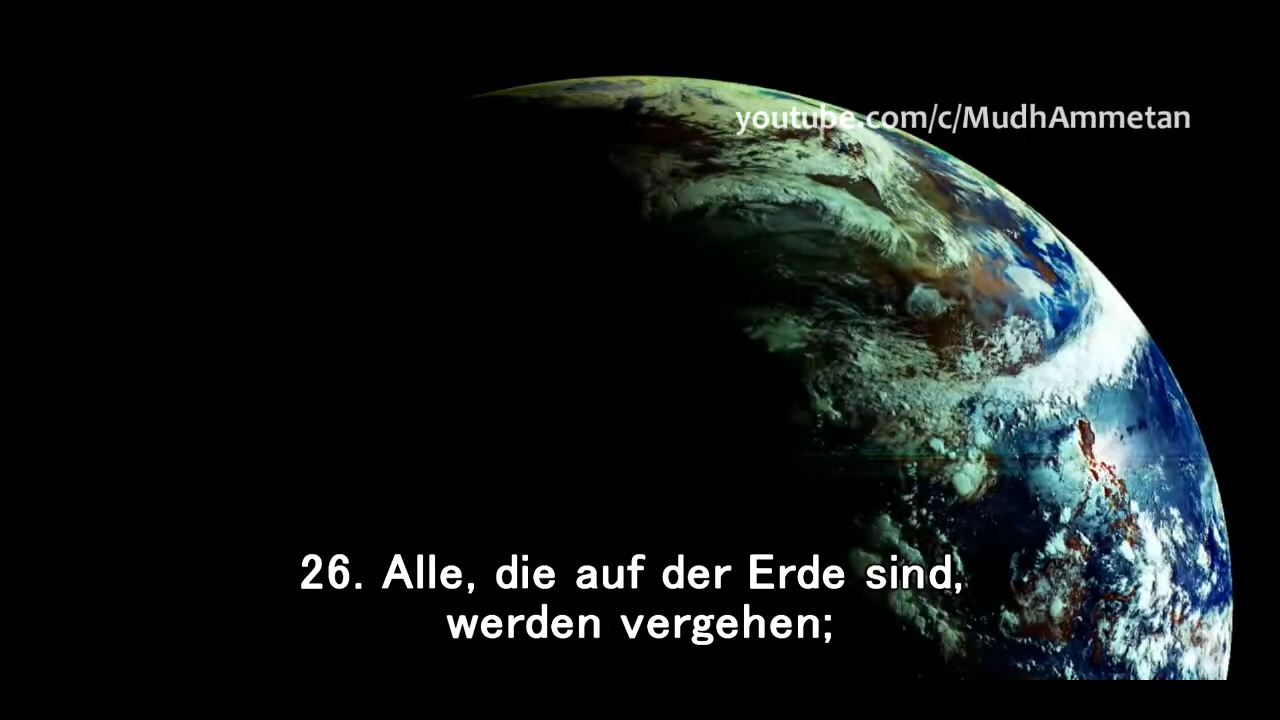 youtube.com/c/MudhAmmetan
26. Alle, die auf der Erde sind,
werden vergehen;